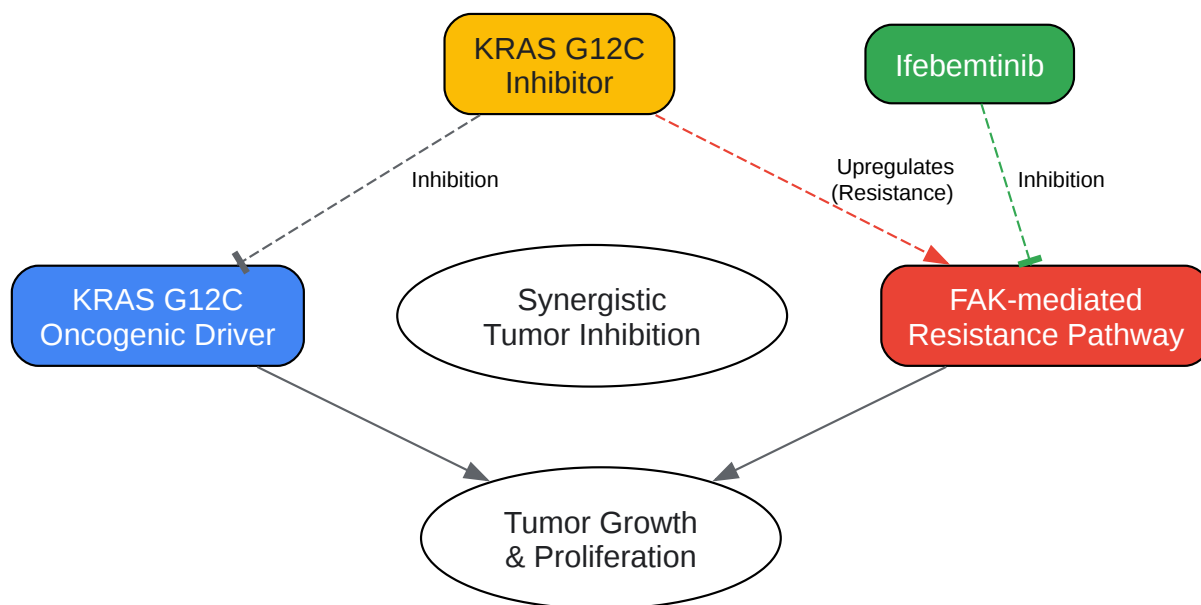 KRAS G12C
Inhibitor
Ifebemtinib
Inhibition
Upregulates
(Resistance)
Inhibition
KRAS G12C
Oncogenic Driver
Synergistic
Tumor Inhibition
FAK-mediated
Resistance Pathway
Tumor Growth
& Proliferation